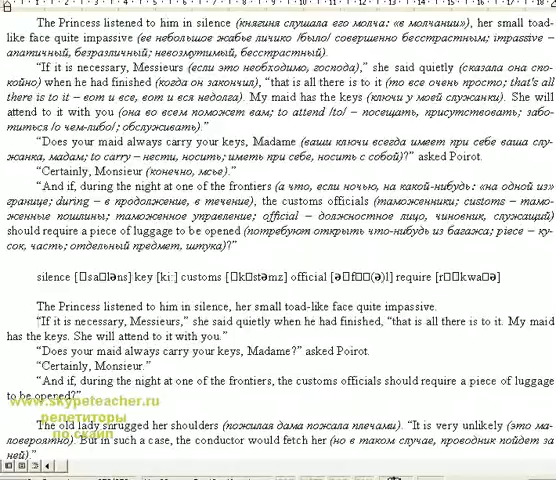 The Princess listened to him in silence (княгиня слушала его молча: «в молчании»), her small toad-
like face quite impassive (ее небольшое жабье личико /было/ совершенно бесстрастным; impassive –
апатичный, безразличный; невозмутимый, бесстрастный).
“If it is necessary, Messieurs (если это необходимо, господа),” she said quietly (сказала она спо-
койно) when he had finished (когда он закончил), “that is all there is to it (то все очень просто; that's all
there is to it – вот и все, вот и вся недолга). My maid has the keys (ключи у моей служанки). She will
attend to it with you (она во всем поможет вам; to attend /to/ – посещать, присутствовать; забо-
титься /о чем-либо/; обслуживать).”
“Does your maid always carry your keys, Madame (ваши ключи всегда имеет при себе ваша слу-
жанка, мадам; to carry – нести, носить; иметь при себе, носить с собой)?” asked Poirot.
“Certainly, Monsieur (конечно, мсье).”
“And if, during the night at one of the frontiers (а что, если ночью, на какой-нибудь: «на одной из»
границе; during – в продолжение, в течение), the customs officials (таможенники; customs – тамо-
женные пошлины; таможенное управление; official – должностное лицо, чиновник, служащий)
should require a piece of luggage to be opened (потребуют открыть что-нибудь из багажа; piece – ку-
сок, часть; отдельный предмет, штука)?”
silence [▯sa▯ləns] key [ki:] customs [▯k▯stəmz] official [ə▯f▯▯(ə)l] require [r▯▯kwa▯ə]
The Princess listened to him in silence, her small toad-like face quite impassive.
“If it is necessary, Messieurs,” she said quietly when he had finished, “that is all there is to it. My maid
has the keys. She will attend to it with you.”
“Does your maid always carry your keys, Madame?” asked Poirot.
“Certainly, Monsieur.”
“And if, during the night at one of the frontiers, the customs officials should require a piece of luggage
to be opened?”
www.skypeteacher.ru
репетиторы
по скайп
The old lady shrugged her shoulders (пожилая дама пожала плечами). “It is very unlikely (это ма-
ловероятно). But in such a case, the conductor would fetch her (но в таком случае, проводник пойдет за
ней).”